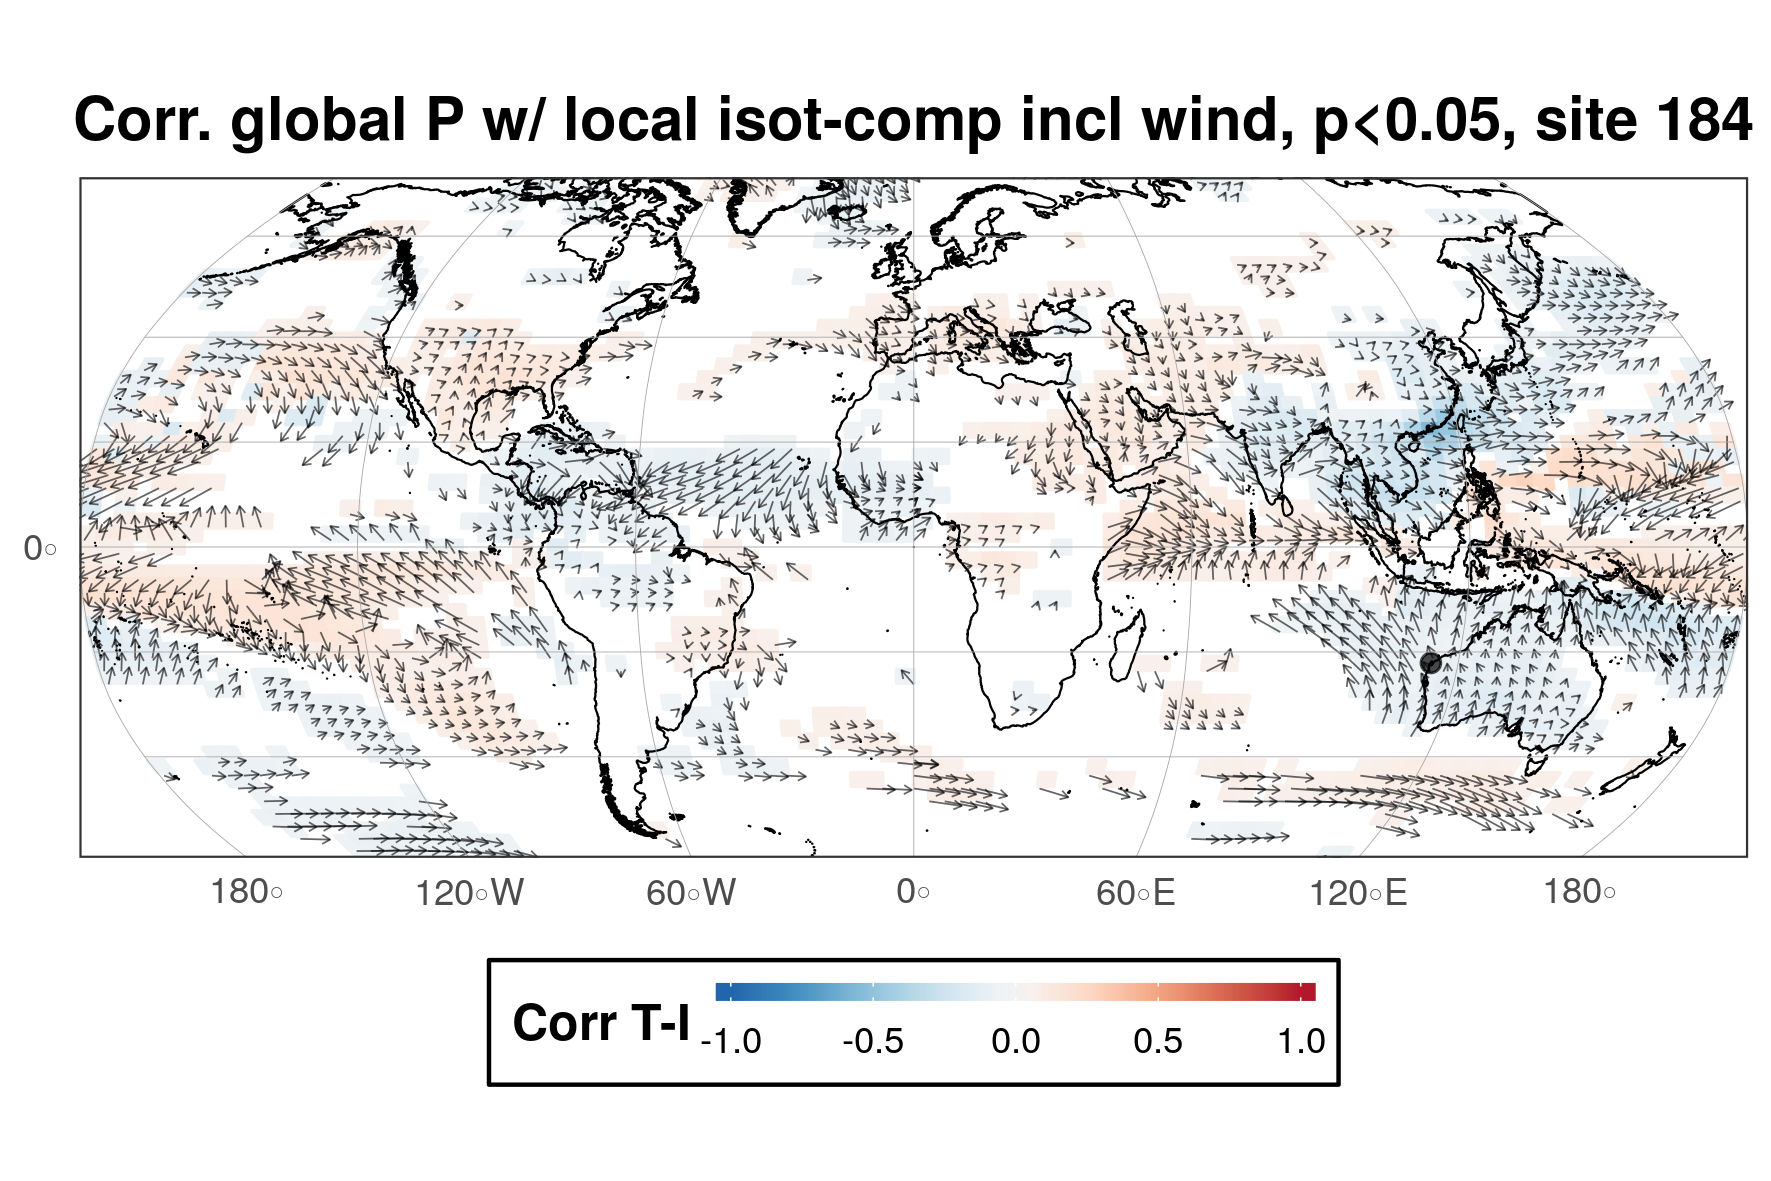 Corr. global P w/ local isot-comp incl wind, p<0.05, site 184
0○
180○ 120○W 60○W 0○ 60○E 120○E 180○
Corr T-I
-1.0 -0.5 0.0 0.5 1.0